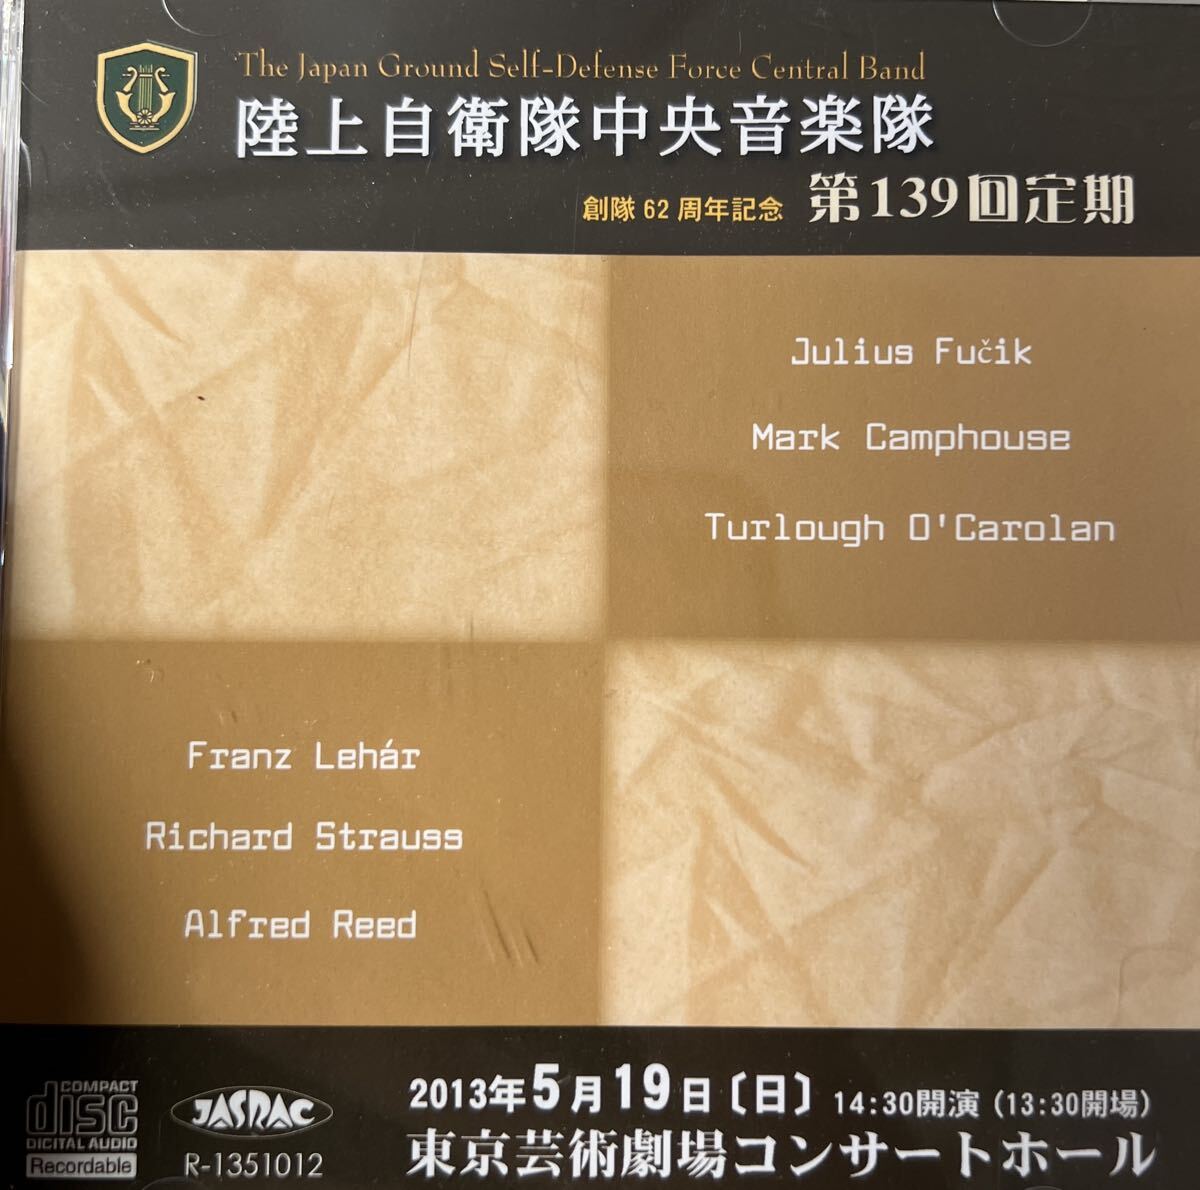 The Japan Ground Self-Defense Force Central Band
陸上自衛隊中央音楽隊
創隊62周年記念 第139回定期
Julius Fučik
Mark Camphouse
Turlough O'Carolan
Franz Lehár
Richard Strauss
Alfred Reed
COMPACT
disc
DIGITAL AUDIO
Recordable
JASRAC
R-1351012
2013年5月19日〔日〕 14:30開演（13:30開場）
東京芸術劇場コンサートホール